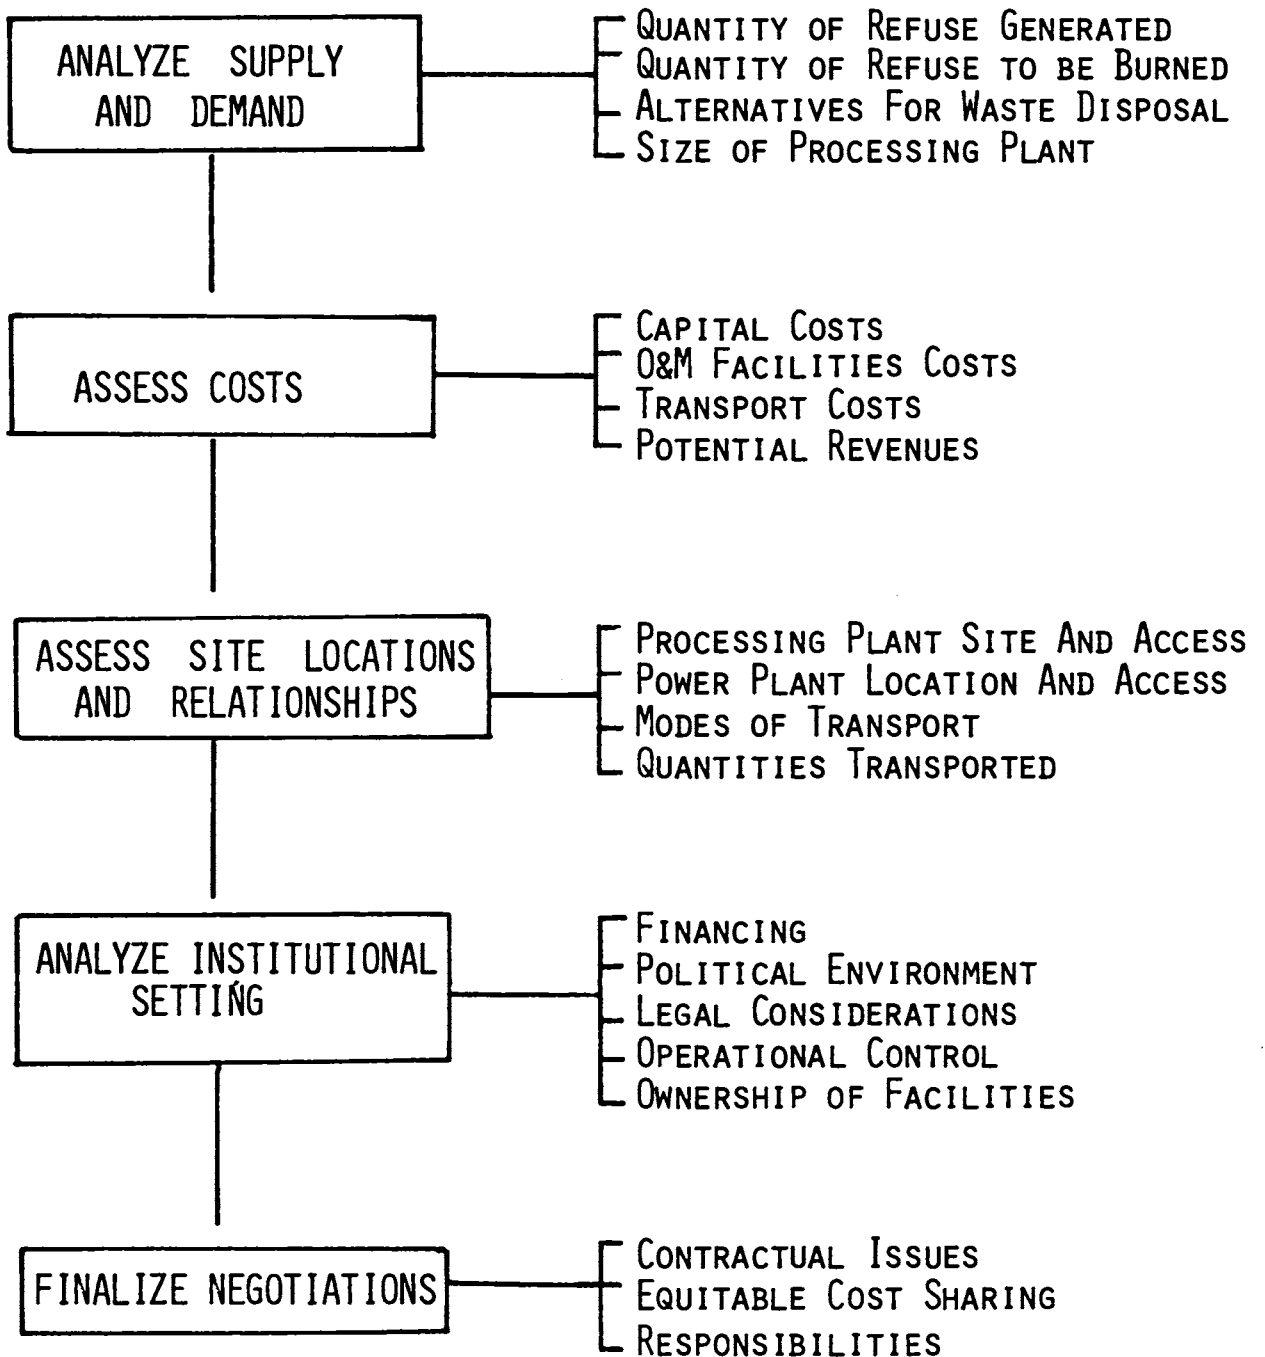 ANALYZE SUPPLY
AND DEMAND
QUANTITY OF REFUSE GENERATED
QUANTITY OF REFUSE TO BE BURNED
ALTERNATIVES FOR WASTE DISPOSAL
SIZE OF PROCESSING PLANT
ASSESS COSTS
CAPITAL COSTS
O&M FACILITIES COSTS
TRANSPORT COSTS
POTENTIAL REVENUES
ASSESS SITE LOCATIONS
AND RELATIONSHIPS
PROCESSING PLANT SITE AND ACCESS
POWER PLANT LOCATION AND ACCESS
MODES OF TRANSPORT
QUANTITIES TRANSPORTED
ANALYZE INSTITUTIONAL
SETTING
FINANCING
POLITICAL ENVIRONMENT
LEGAL CONSIDERATIONS
OPERATIONAL CONTROL
OWNERSHIP OF FACILITIES
FINALIZE NEGOTIATIONS
CONTRACTUAL ISSUES
EQUITABLE COST SHARING
RESPONSIBILITIES